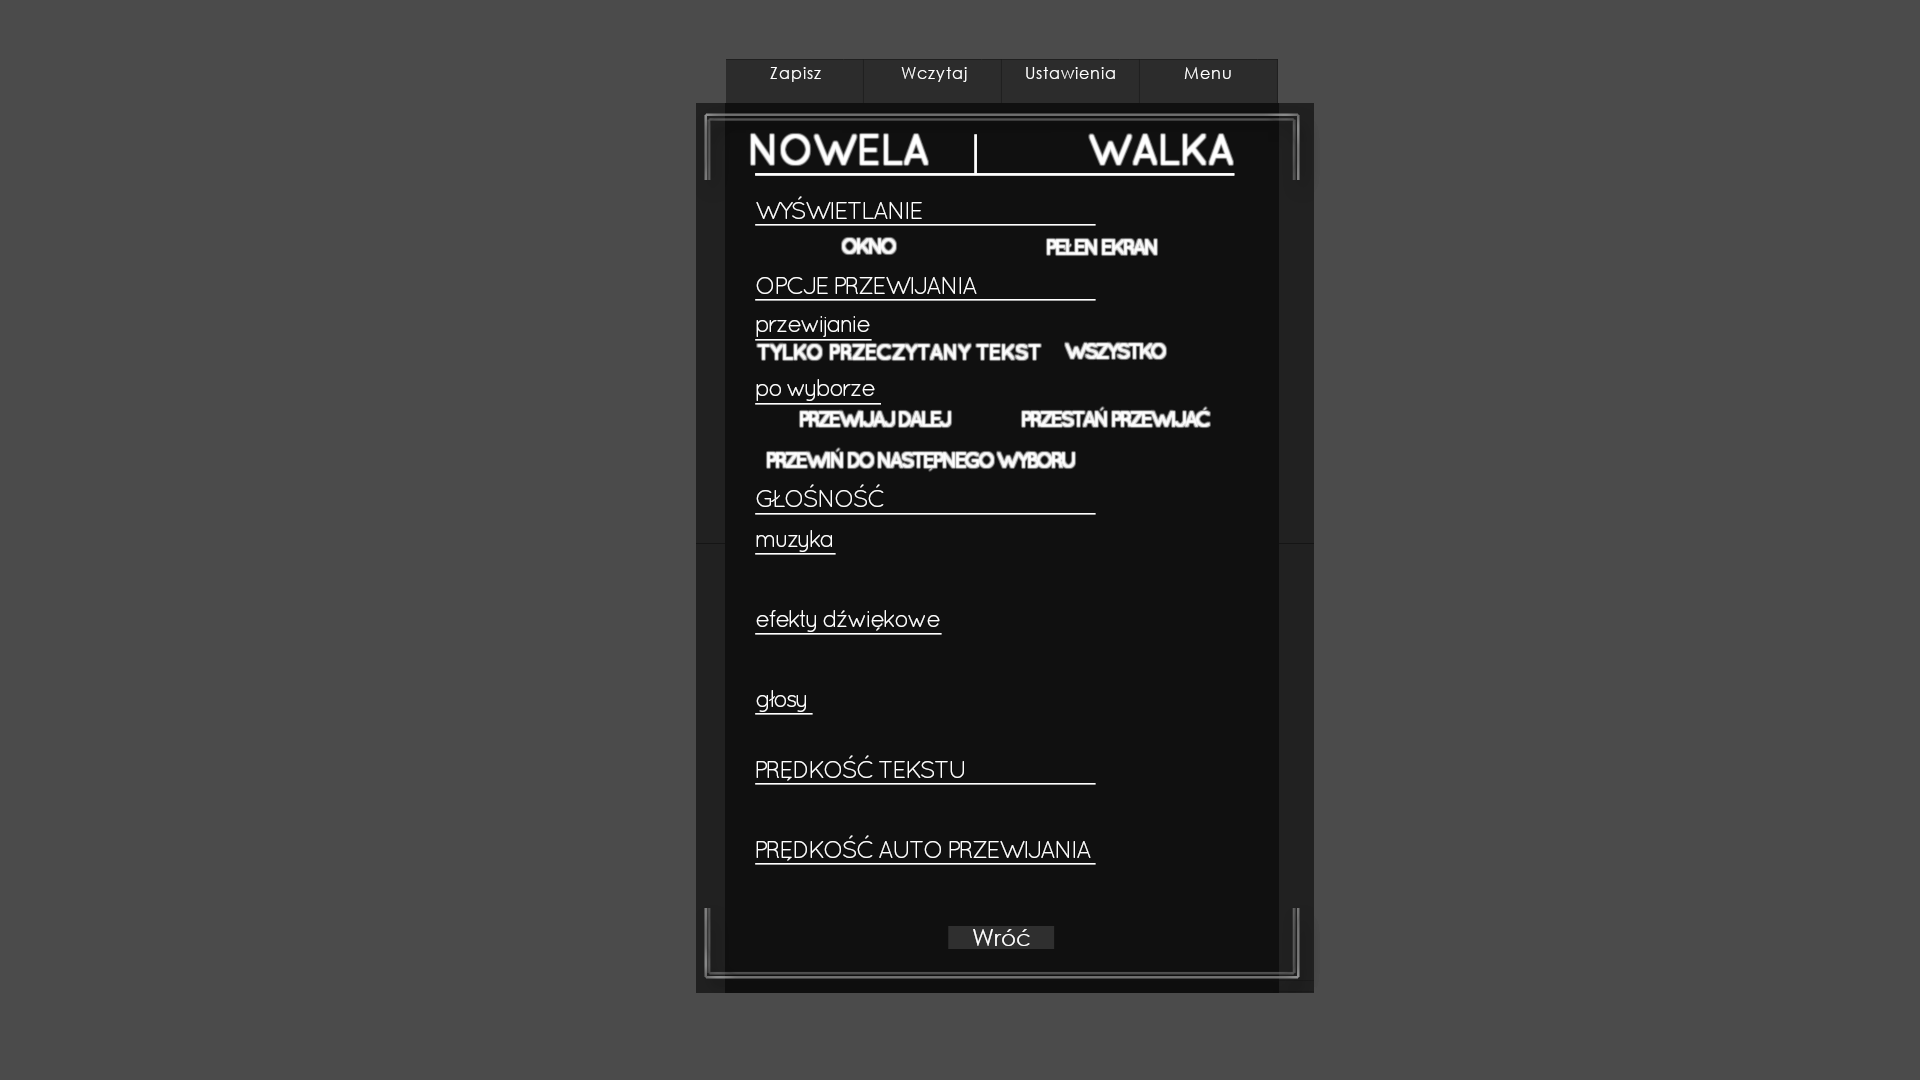 Zapisz Wczytaj Ustawienia Menu
NOWELA WALKA
WYŚWIETLANIE
OKNO PEŁEN EKRAN
OPCJE PRZEWIJANIA
przewijanie
TYLKO PRZECZYTANY TEKST WSZYSTKO
po wyborze
PRZEWIJAJ DALEJ PRZESTAŃ PRZEWIJAĆ
PRZEWIŃ DO NASTĘPNEGO WYBORU
GŁOŚNOŚĆ
muzyka
efekty dźwiękowe
głosy
PRĘDKOŚĆ TEKSTU
PRĘDKOŚĆ AUTO PRZEWIJANIA
Wróć